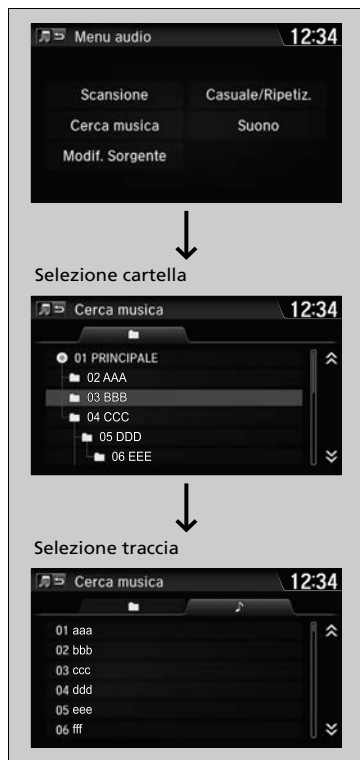 Menu audio 12:34
Scansione Casuale/Ripetiz.
Cerca musica Suono
Modif. Sorgente
Selezione cartella
Cerca musica 12:34
01 PRINCIPALE
02 AAA
03 BBB
04 CCC
05 DDD
06 EEE
Selezione traccia
Cerca musica 12:34
01 aaa
02 bbb
03 ccc
04 ddd
05 eee
06 fff